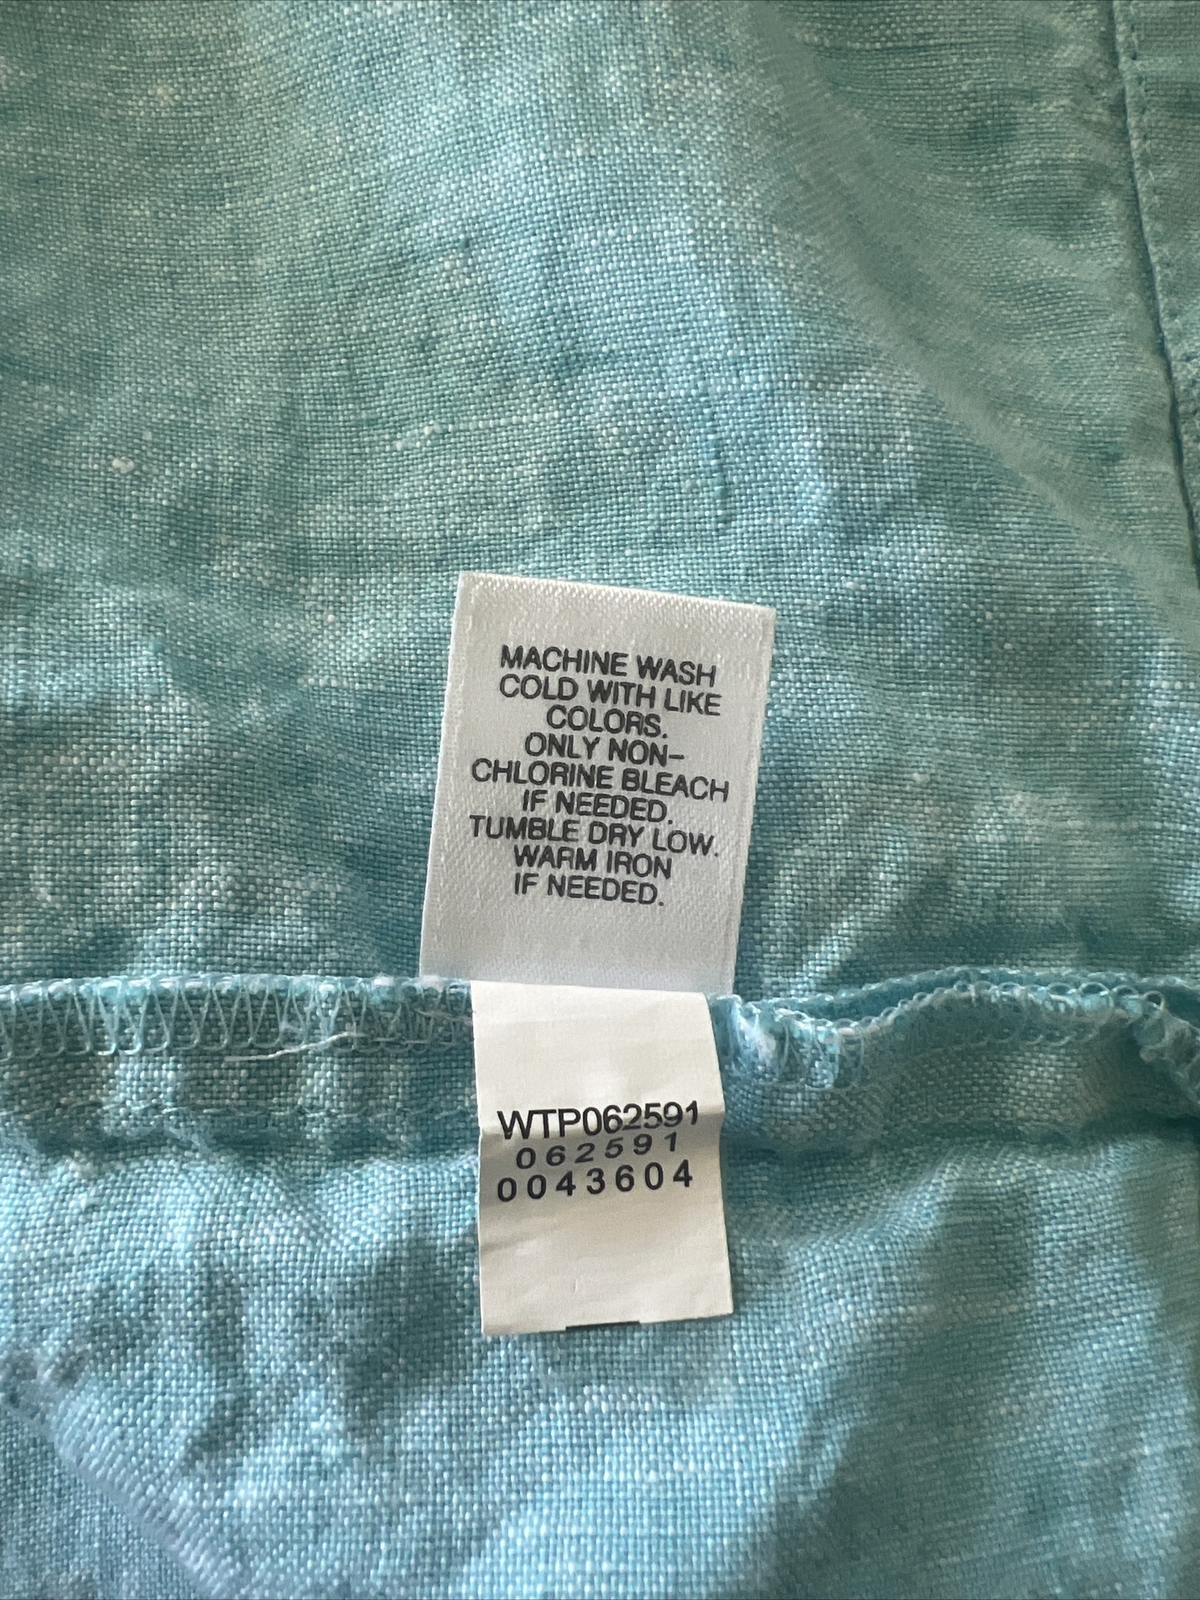 MACHINE WASH
COLD WITH LIKE
COLORS.
ONLY NON-
CHLORINE BLEACH
IF NEEDED.
TUMBLE DRY LOW.
WARM IRON
IF NEEDED.
WTP062591
062591
0043604